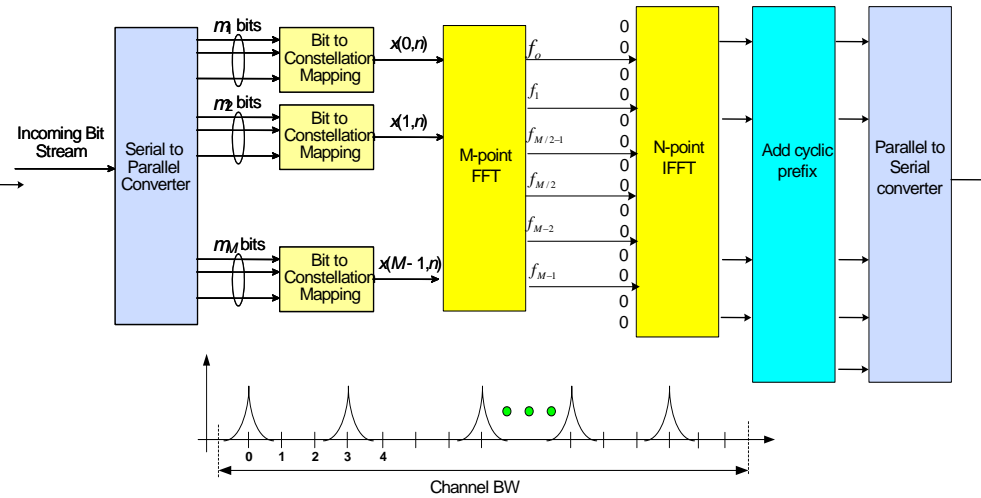 m1 bits
Bit to
Constellation
Mapping
x(0,n)
m2 bits
Bit to
Constellation
Mapping
x(1,n)
mM bits
Bit to
Constellation
Mapping
x(M-1,n)
Incoming Bit
Stream
Serial to
Parallel
Converter
M-point
FFT
fo
f1
fM/2-1
fM/2
fM-2
fM-1
0
0
0
0
0
0
0
0
0
0
0
0
0
0
N-point
IFFT
Add cyclic
prefix
Parallel to
Serial
converter
0 1 2 3 4
Channel BW